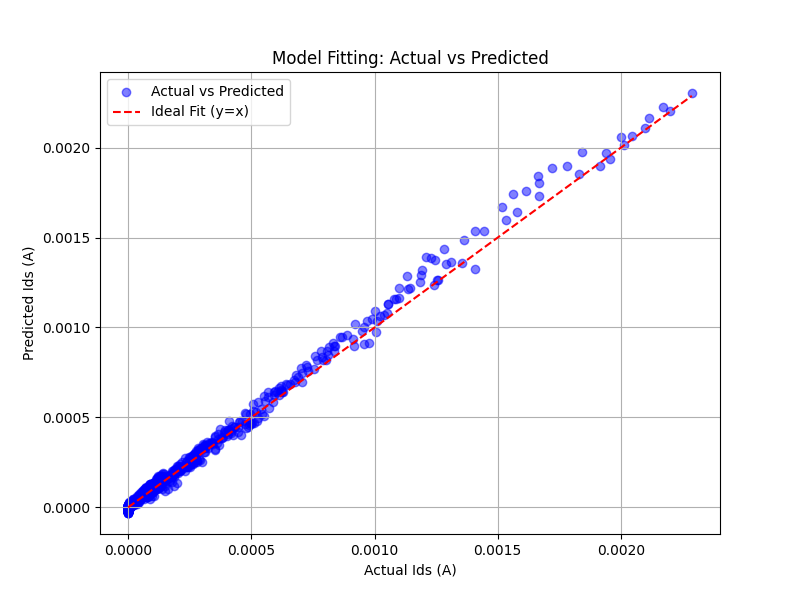 Model Fitting: Actual vs Predicted
Actual vs Predicted
Ideal Fit (y=x)
Predicted Ids (A)
0.0020
0.0015
0.0010
0.0005
0.0000
0.0000 0.0005 0.0010 0.0015 0.0020
Actual Ids (A)